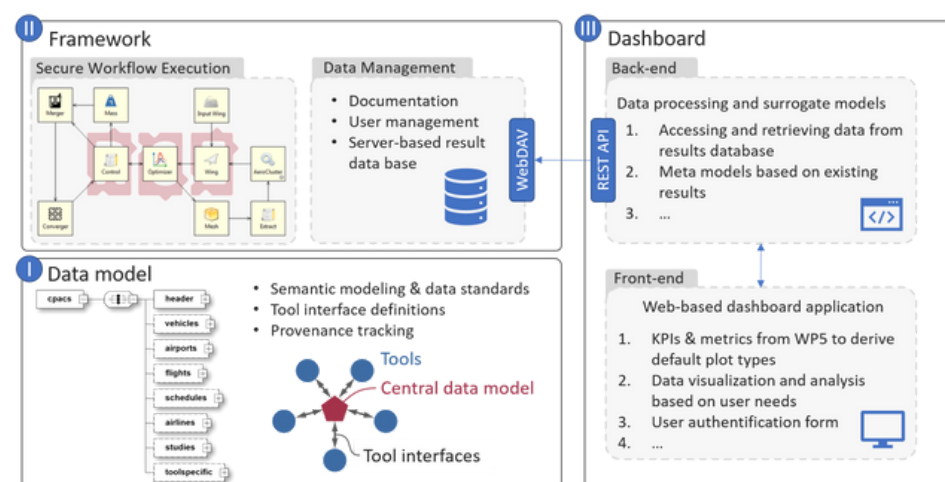 II
Framework
Secure Workflow Execution
Merger
Mass
Input Wing
Control
Optimizer
Wing
AeroCluster
Converger
Mesh
Extract
Data Management
• Documentation
• User management
• Server-based result
data base
WebDAV
I
Data model
cpacs
header
vehicles
airports
flights
schedules
airlines
studies
toolspecific
• Semantic modeling & data standards
• Tool interface definitions
• Provenance tracking
Tools
Central data model
Tool interfaces
III
Dashboard
Back-end
Data processing and surrogate models
1. Accessing and retrieving data from
results database
2. Meta models based on existing
results
3. ...
REST API
</>
Front-end
Web-based dashboard application
1. KPIs & metrics from WP5 to derive
default plot types
2. Data visualization and analysis
based on user needs
3. User authentification form
4. ...